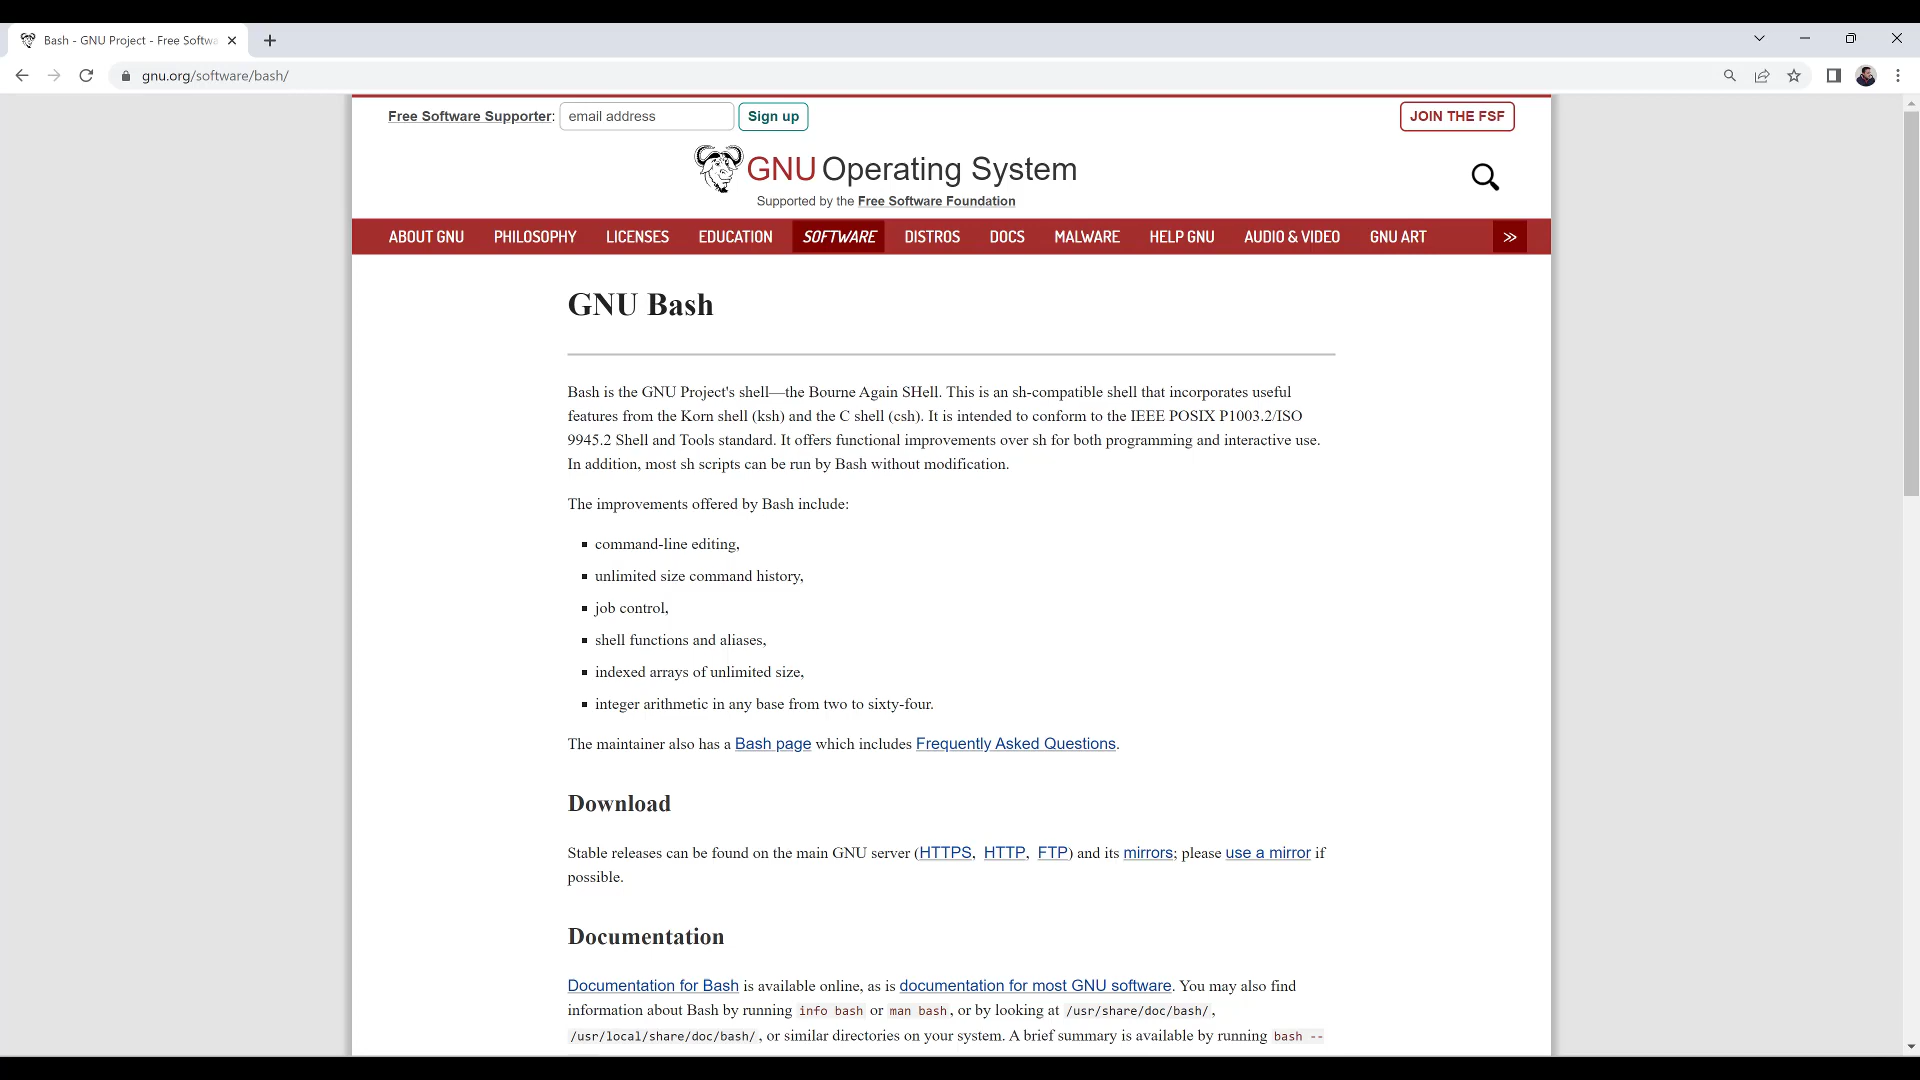 Bash - GNU Project - Free Softwa
gnu.org/software/bash/
Free Software Supporter: email address Sign up JOIN THE FSF
GNU Operating System
Supported by the Free Software Foundation
ABOUT GNU PHILOSOPHY LICENSES EDUCATION SOFTWARE DISTROS DOCS MALWARE HELP GNU AUDIO & VIDEO GNU ART »
GNU Bash
Bash is the GNU Project's shell—the Bourne Again SHell. This is an sh-compatible shell that incorporates useful
features from the Korn shell (ksh) and the C shell (csh). It is intended to conform to the IEEE POSIX P1003.2/ISO
9945.2 Shell and Tools standard. It offers functional improvements over sh for both programming and interactive use.
In addition, most sh scripts can be run by Bash without modification.
The improvements offered by Bash include:
▪ command-line editing,
▪ unlimited size command history,
▪ job control,
▪ shell functions and aliases,
▪ indexed arrays of unlimited size,
▪ integer arithmetic in any base from two to sixty-four.
The maintainer also has a Bash page which includes Frequently Asked Questions.
Download
Stable releases can be found on the main GNU server (HTTPS, HTTP, FTP) and its mirrors; please use a mirror if
possible.
Documentation
Documentation for Bash is available online, as is documentation for most GNU software. You may also find
information about Bash by running info bash or man bash, or by looking at /usr/share/doc/bash/,
/usr/local/share/doc/bash/, or similar directories on your system. A brief summary is available by running bash --